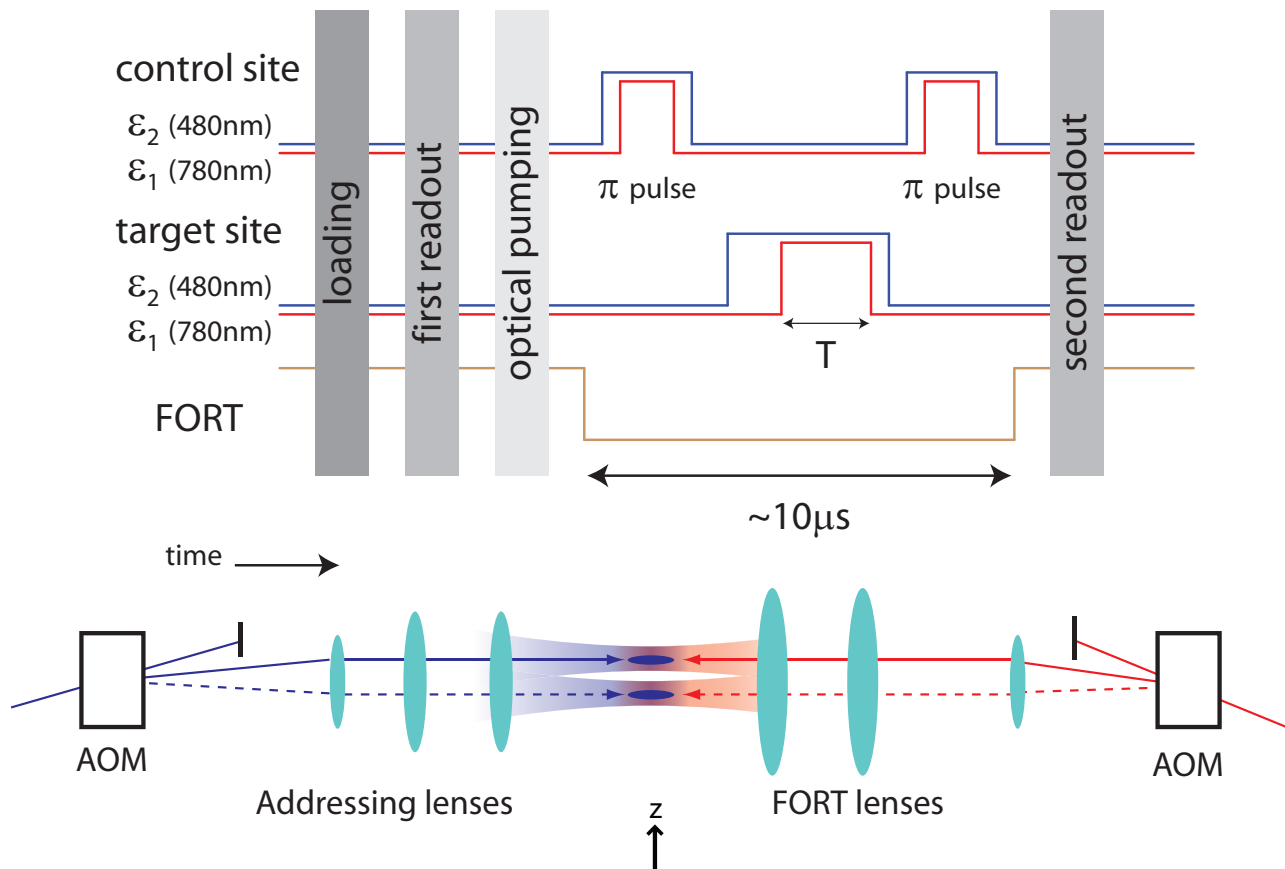 control site
ε₂ (480nm)
ε₁ (780nm)
π pulse
π pulse
target site
ε₂ (480nm)
ε₁ (780nm)
T
FORT
loading
first readout
optical pumping
second readout
~10μs
time
AOM
AOM
Addressing lenses
FORT lenses
z